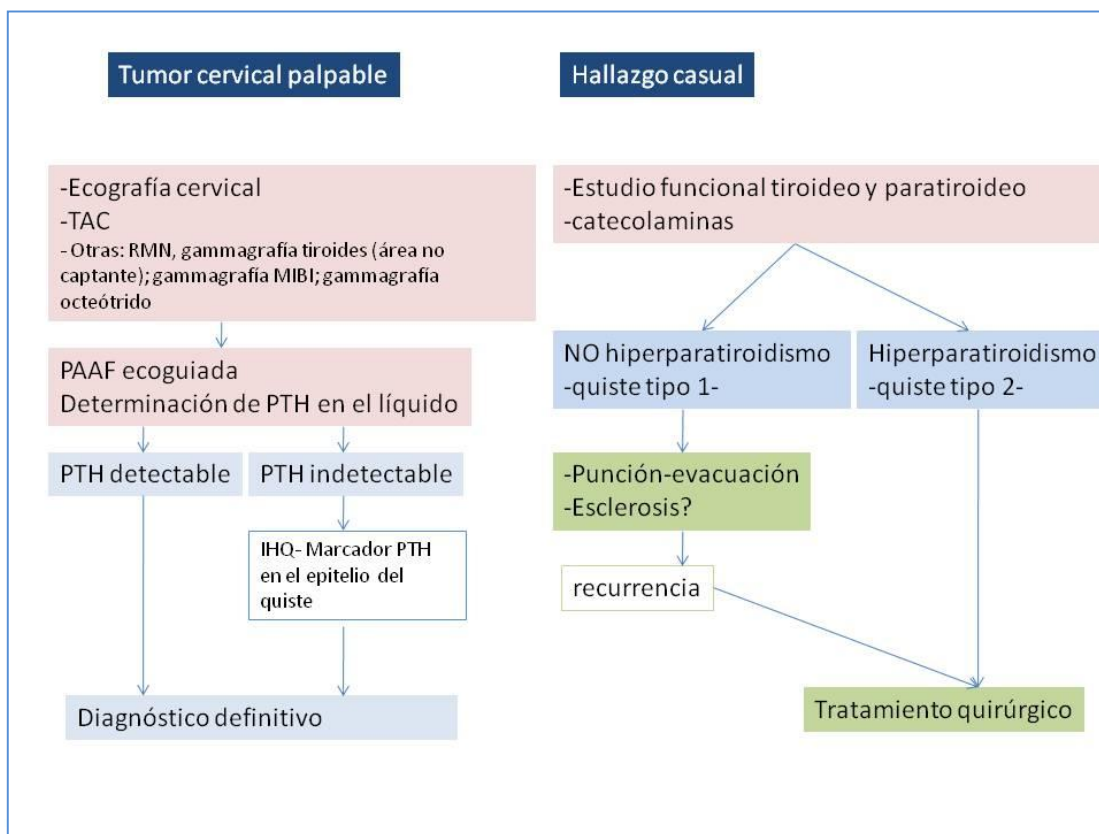 Tumor cervical palpable
-Ecografía cervical
-TAC
- Otras: RMN, gammagrafía tiroides (área no
captante); gammagrafía MIBI; gammagrafía
octeótrido
PAAF ecoguiada
Determinación de PTH en el líquido
PTH detectable
PTH indetectable
IHQ- Marcador PTH
en el epitelio del
quiste
Diagnóstico definitivo
Hallazgo casual
-Estudio funcional tiroideo y paratiroideo
-catecolaminas
NO hiperparatiroidismo
-quiste tipo 1-
Hiperparatiroidismo
-quiste tipo 2-
-Punción-evacuación
-Esclerosis?
recurrencia
Tratamiento quirúrgico